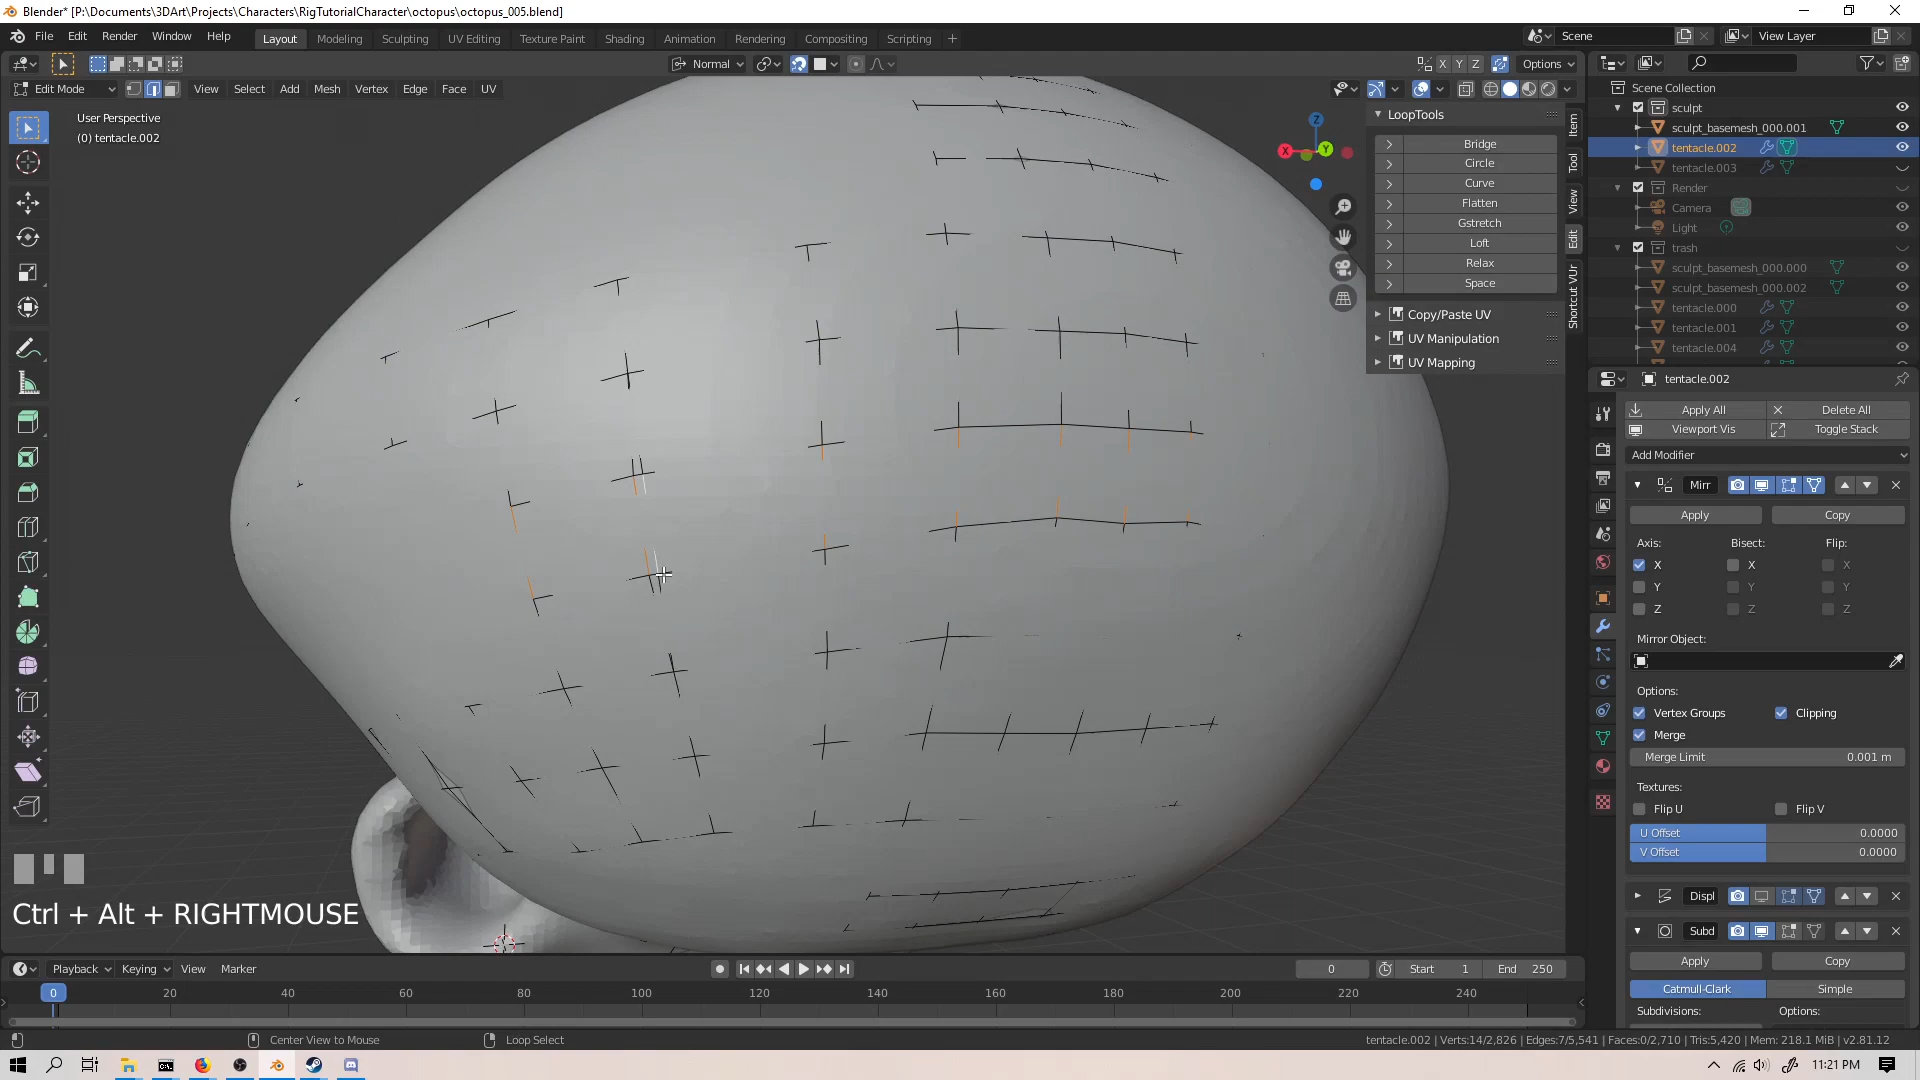 Blender* [P:\Documents\3DArt\Projects\Characters\RigTutorialCharacter\octopus\octopus_005.blend]
File Edit Render Window Help Layout Modeling Sculpting UV Editing Texture Paint Shading Animation Rendering Compositing Scripting + Scene View Layer
Normal X Y Z Options
Edit Mode View Select Add Mesh Vertex Edge Face UV
User Perspective
(0) tentacle.002
Z
X
Y
LoopTools
Bridge
Circle
Curve
Flatten
Gstretch
Loft
Relax
Space
Copy/Paste UV
UV Manipulation
UV Mapping
Item
Tool
View
Edit
Shortcut VUr
Scene Collection
sculpt
sculpt_basemesh_000.001
tentacle.002
tentacle.003
Render
Camera
Light
trash
sculpt_basemesh_000.000
sculpt_basemesh_000.002
tentacle.000
tentacle.001
tentacle.004
tentacle.002
Apply All Delete All
Viewport Vis Toggle Stack
Add Modifier
Mirr
Apply Copy
Axis: Bisect: Flip:
X X X
Y Y Y
Z Z Z
Mirror Object:
Options:
Vertex Groups Clipping
Merge
Merge Limit 0.001 m
Textures:
Flip U Flip V
U Offset 0.0000
V Offset 0.0000
Displ
Subd
Apply Copy
Catmull-Clark Simple
Subdivisions: Options:
Ctrl + Alt + RIGHTMOUSE
Playback Keying View Marker 0 Start 1 End 250
0 20 40 60 80 100 120 140 160 180 200 220 240
Center View to Mouse Loop Select tentacle.002 | Verts:14/2,826 | Edges:7/5,541 | Faces:0/2,710 | Tris:5,420 | Mem: 218.1 MiB | v2.81.12
11:21 PM